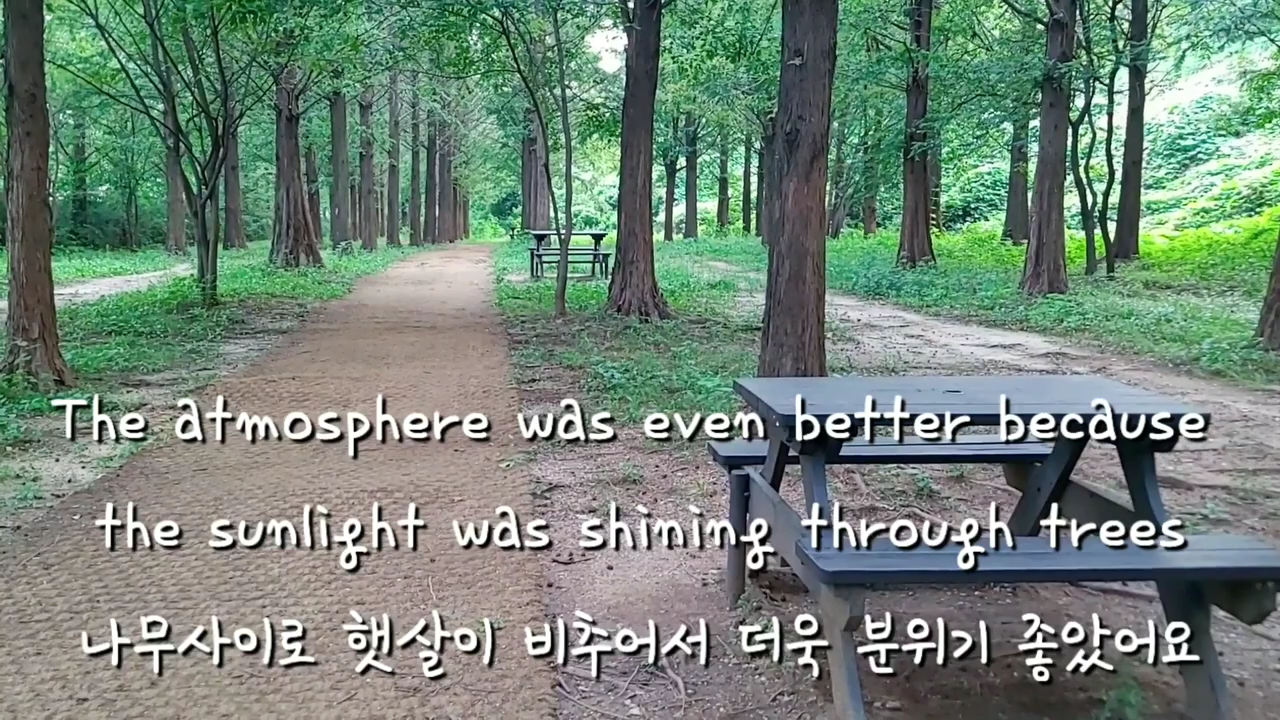 The atmosphere was even better because
the sunlight was shining through trees
나무사이로 햇살이 비추어서 더욱 분위기 좋았어요